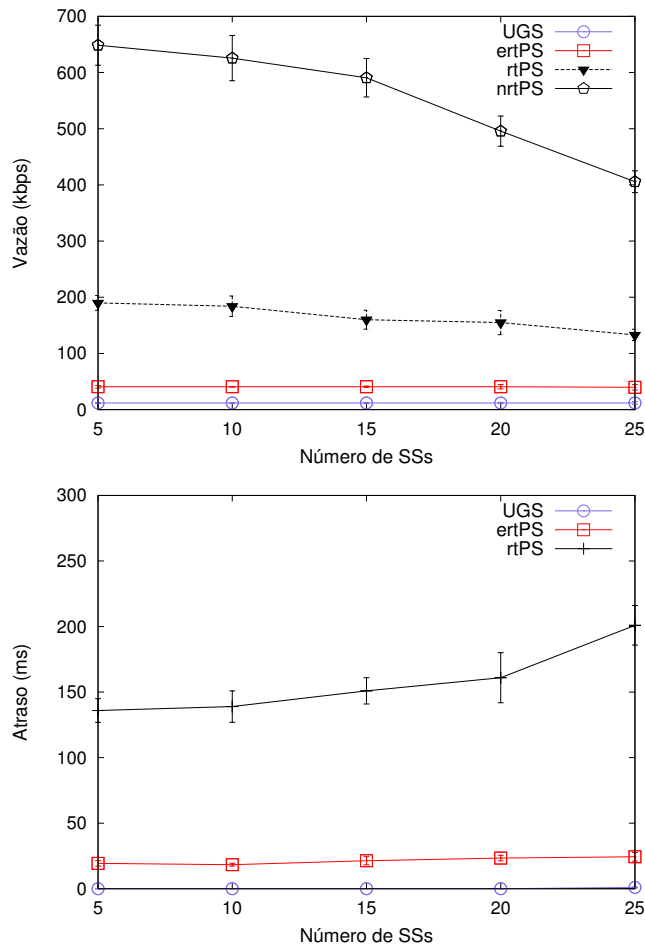 700
600
500
400
300
200
100
0
Vazão (kbps)
UGS
ertPS
rtPS
nrtPS
5 10 15 20 25
Número de SSs
300
250
200
150
100
50
0
Atraso (ms)
UGS
ertPS
rtPS
5 10 15 20 25
Número de SSs